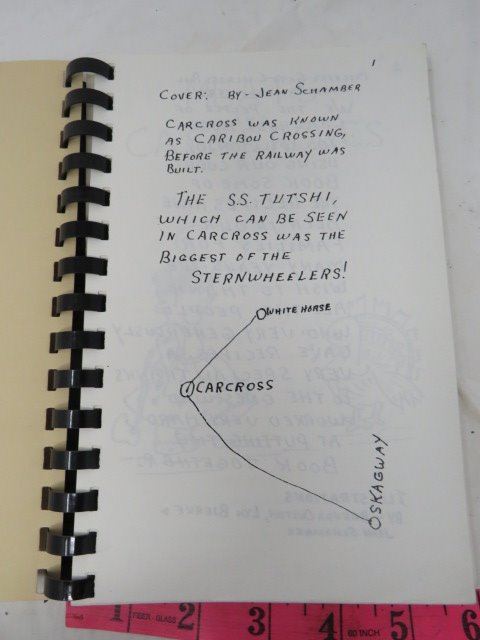 1
COVER: BY - JEAN SCHAMBER
CARCROSS WAS KNOWN
AS CARIBOU CROSSING,
BEFORE THE RAILWAY WAS
BUILT.
THE S.S. TUTSHI,
WHICH CAN BE SEEN
IN CARCROSS WAS THE
BIGGEST OF THE
STERNWHEELERS!
WHITE HORSE
CARCROSS
SKAGWAY
1 FIBER-GLASS 2 3 4 60 INCH 5 6